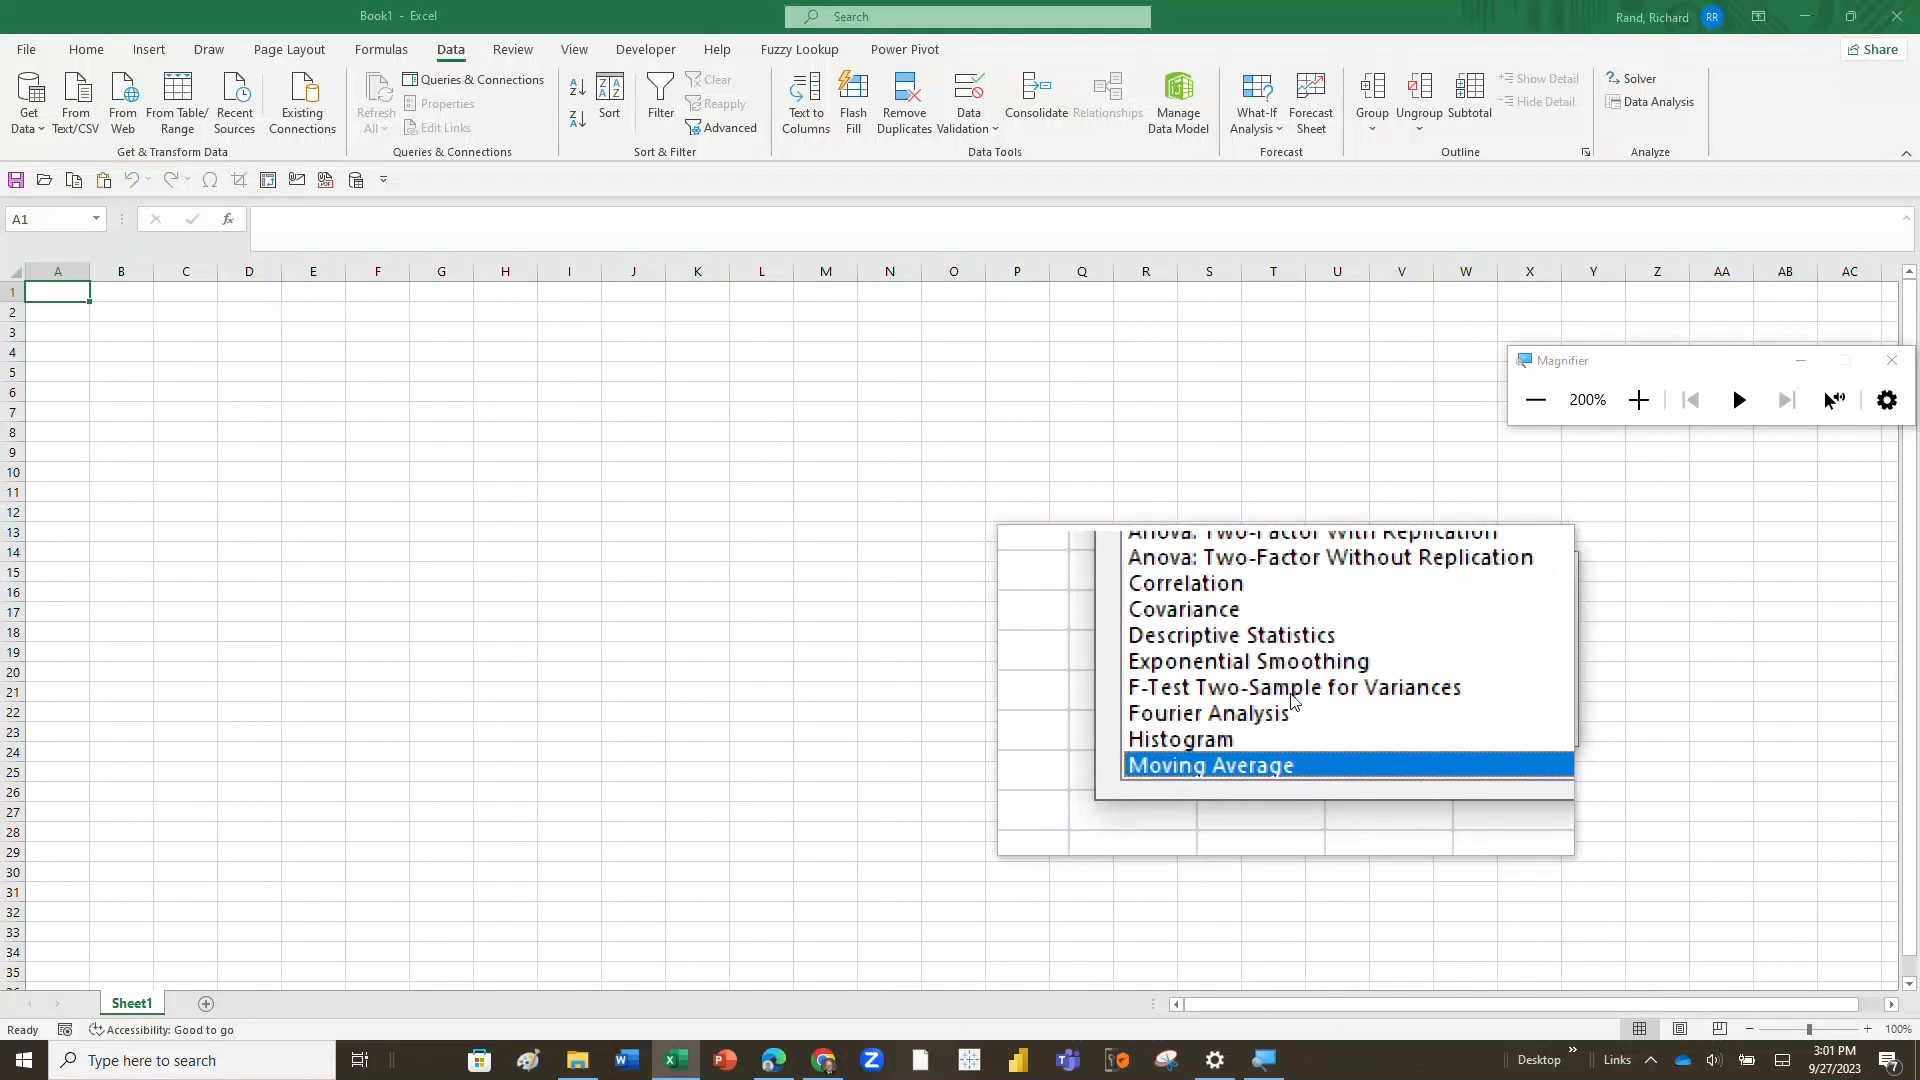 Book1 - Excel
Search
Rand, Richard RR
File Home Insert Draw Page Layout Formulas Data Review View Developer Help Fuzzy Lookup Power Pivot Share
Get Data
From Text/CSV
From Web
From Table/ Range
Recent Sources
Existing Connections
Get & Transform Data
Refresh All
Queries & Connections
Properties
Edit Links
Queries & Connections
Sort
Filter
Clear
Reapply
Advanced
Sort & Filter
Text to Columns
Flash Fill
Remove Duplicates
Data Validation
Consolidate
Relationships
Manage Data Model
Data Tools
What-If Analysis
Forecast Sheet
Forecast
Group
Ungroup
Subtotal
Show Detail
Hide Detail
Outline
Solver
Data Analysis
Analyze
A1 fx
A B C D E F G H I J K L M N O P Q R S T U V W X Y Z AA AB AC
1
2
3
4
5
6
7
8
9
10
11
12
13
14
15
16
17
18
19
20
21
22
23
24
25
26
27
28
29
30
31
32
33
34
35
Magnifier
200%
Anova: Two-Factor With Replication
Anova: Two-Factor Without Replication
Correlation
Covariance
Descriptive Statistics
Exponential Smoothing
F-Test Two-Sample for Variances
Fourier Analysis
Histogram
Moving Average
Sheet1
Ready Accessibility: Good to go 100%
Type here to search
Desktop Links
3:01 PM
9/27/2023
7